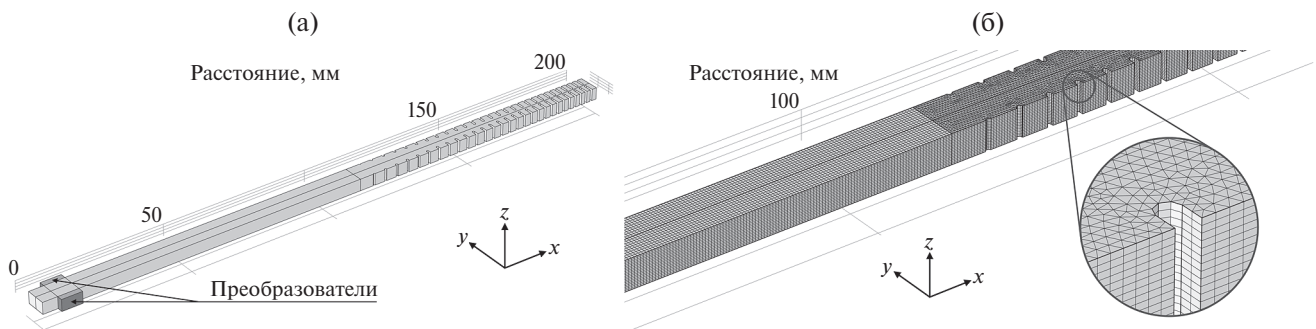 (а)
Расстояние, мм
200
150
50
0
z
y
x
Преобразователи
(б)
Расстояние, мм
100
z
y
x